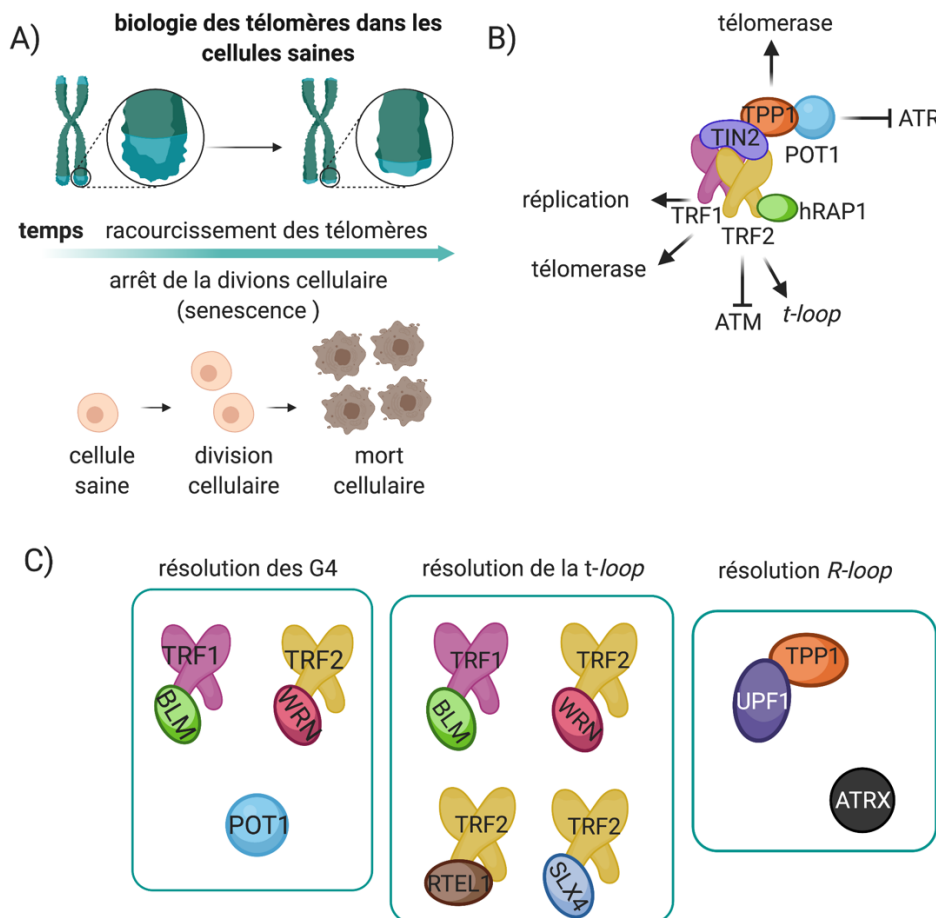 A)
biologie des télomères dans les
cellules saines
temps racourcissement des télomères
arrêt de la divions cellulaire
(senescence )
cellule
saine
division
cellulaire
mort
cellulaire
B)
télomerase
TPP1
ATR
TIN2
POT1
réplication
TRF1
hRAP1
TRF2
télomerase
ATM
t-loop
C)
résolution des G4
TRF1
TRF2
BLM
WRN
POT1
résolution de la t-loop
TRF1
TRF2
BLM
WRN
TRF2
TRF2
RTEL1
SLX4
résolution R-loop
TPP1
UPF1
ATRX